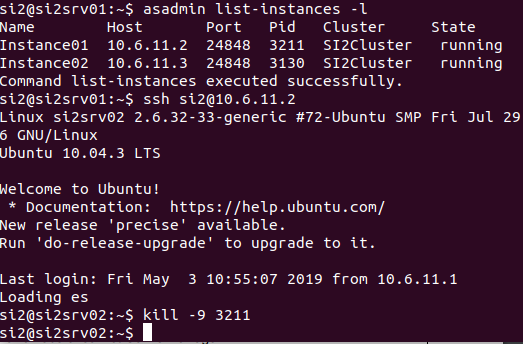 si2@si2srv01:~$ asadmin list-instances -l
Name Host Port Pid Cluster State
Instance01 10.6.11.2 24848 3211 SI2Cluster running
Instance02 10.6.11.3 24848 3130 SI2Cluster running
Command list-instances executed successfully.
si2@si2srv01:~$ ssh si2@10.6.11.2
Linux si2srv02 2.6.32-33-generic #72-Ubuntu SMP Fri Jul 29
6 GNU/Linux
Ubuntu 10.04.3 LTS
Welcome to Ubuntu!
* Documentation: https://help.ubuntu.com/
New release 'precise' available.
Run 'do-release-upgrade' to upgrade to it.
Last login: Fri May 3 10:55:07 2019 from 10.6.11.1
Loading es
si2@si2srv02:~$ kill -9 3211
si2@si2srv02:~$